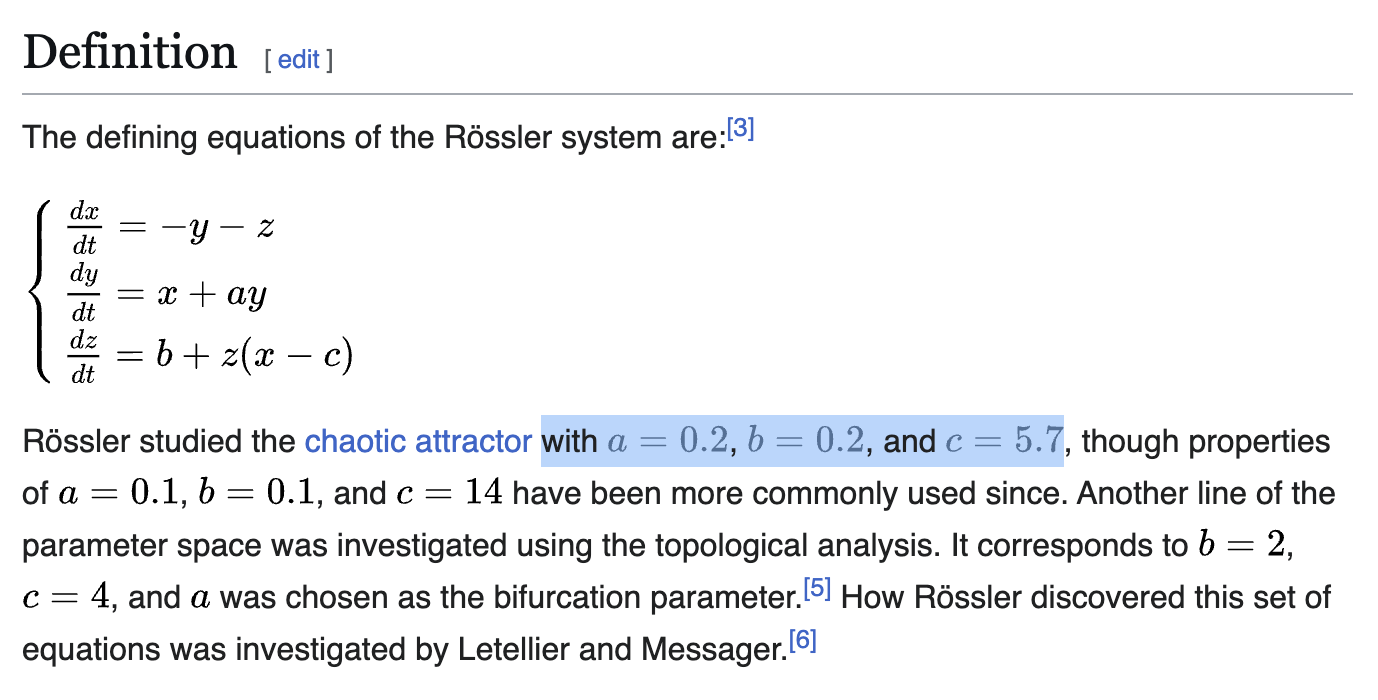 Definition [ edit ]
The defining equations of the Rössler system are:[3]
dx/dt = −y − z
dy/dt = x + ay
dz/dt = b + z(x − c)
Rössler studied the chaotic attractor with a = 0.2, b = 0.2, and c = 5.7, though properties
of a = 0.1, b = 0.1, and c = 14 have been more commonly used since. Another line of the
parameter space was investigated using the topological analysis. It corresponds to b = 2,
c = 4, and a was chosen as the bifurcation parameter.[5] How Rössler discovered this set of
equations was investigated by Letellier and Messager.[6]